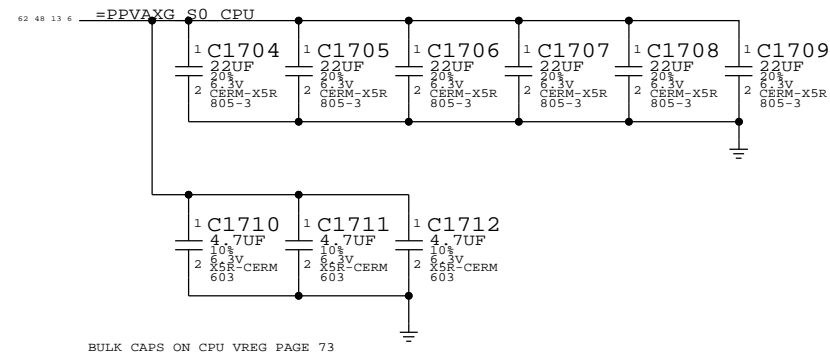 62 48 13 6 =PPVAXG S0 CPU
1 C1704
22UF
20%
6.3V
2 CERM-X5R
805-3
1 C1705
22UF
20%
6.3V
2 CERM-X5R
805-3
1 C1706
22UF
20%
6.3V
2 CERM-X5R
805-3
1 C1707
22UF
20%
6.3V
2 CERM-X5R
805-3
1 C1708
22UF
20%
6.3V
2 CERM-X5R
805-3
1 C1709
22UF
20%
6.3V
2 CERM-X5R
805-3
1 C1710
4.7UF
10%
6.3V
2 X5R-CERM
603
1 C1711
4.7UF
10%
6.3V
2 X5R-CERM
603
1 C1712
4.7UF
10%
6.3V
2 X5R-CERM
603
BULK CAPS ON CPU VREG PAGE 73